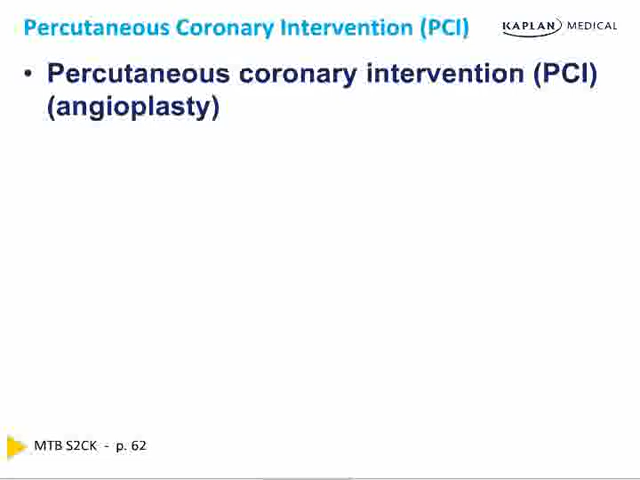 Percutaneous Coronary Intervention (PCI)
KAPLAN MEDICAL
• Percutaneous coronary intervention (PCI)
(angioplasty)
MTB S2CK - p. 62